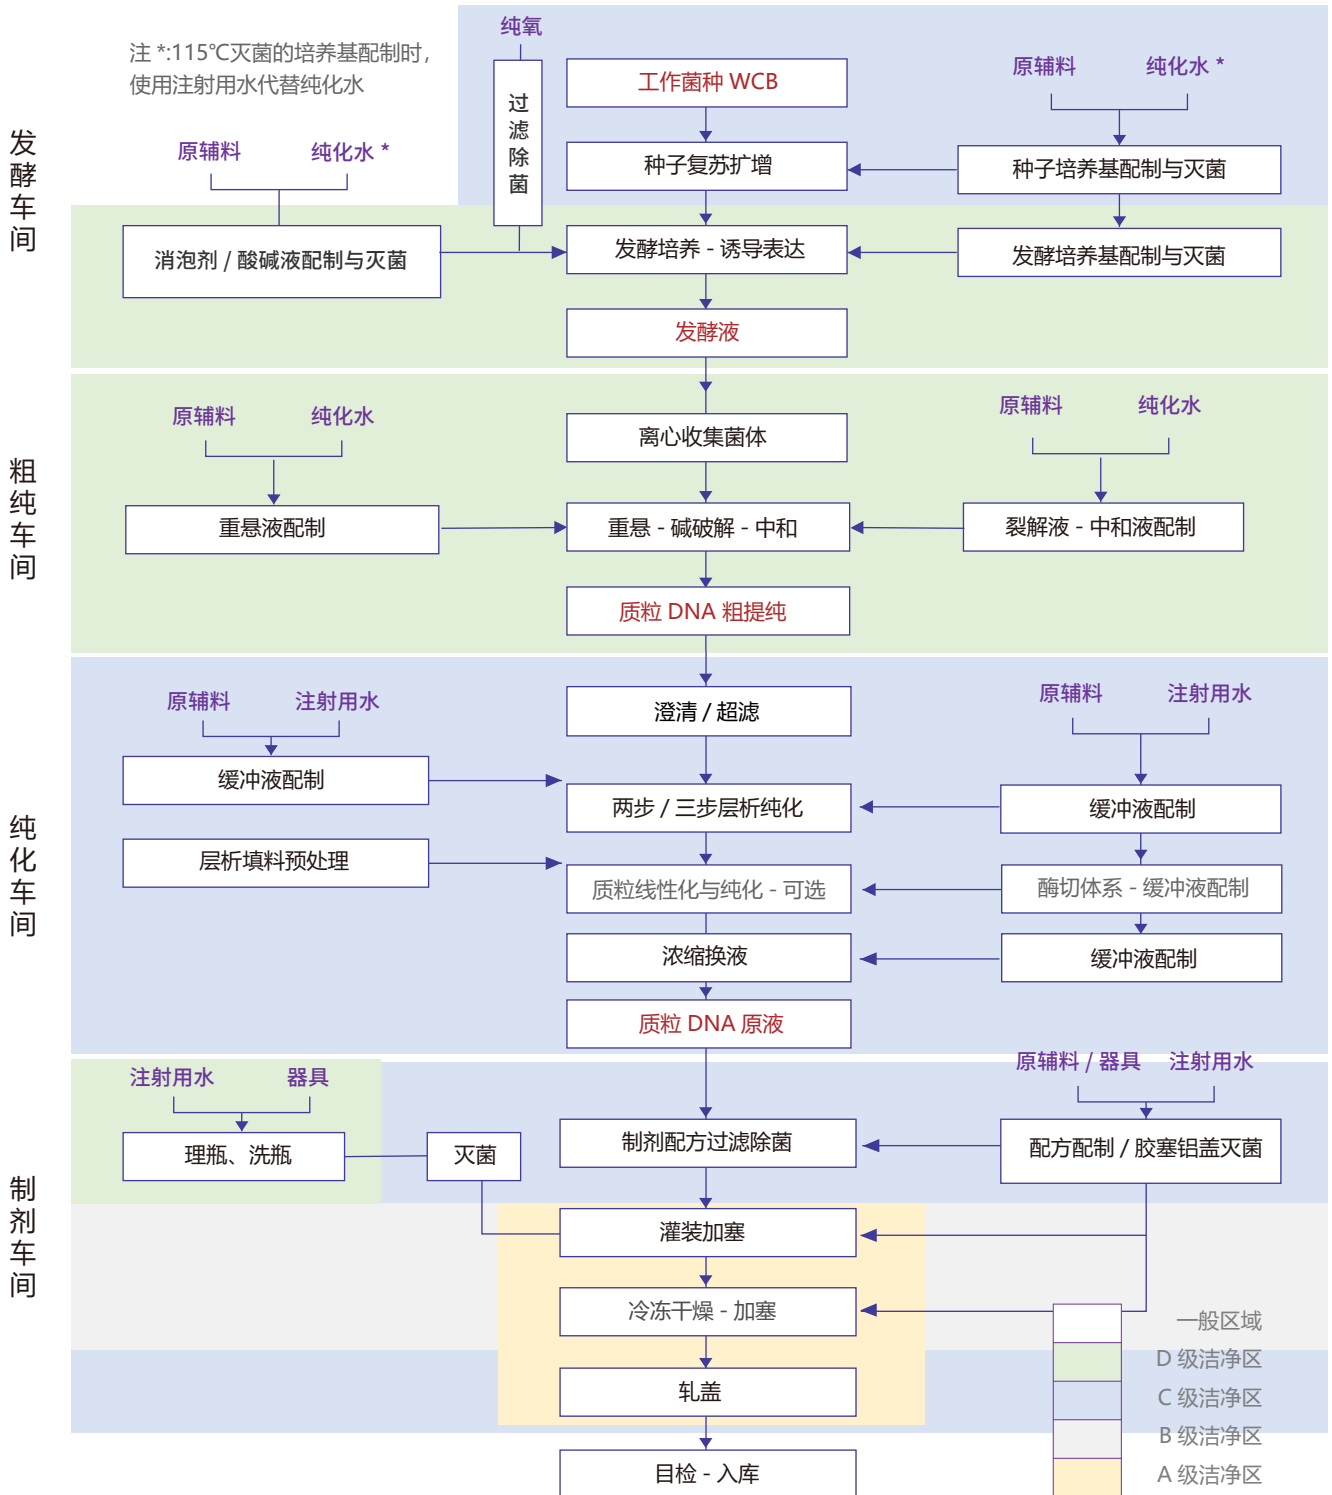 注 *:115℃灭菌的培养基配制时，
使用注射用水代替纯化水
发酵车间
纯氧
过滤除菌
工作菌种 WCB
原辅料
纯化水 *
种子复苏扩增
种子培养基配制与灭菌
原辅料
纯化水 *
消泡剂 / 酸碱液配制与灭菌
发酵培养 - 诱导表达
发酵培养基配制与灭菌
发酵液
粗纯车间
原辅料
纯化水
离心收集菌体
原辅料
纯化水
重悬液配制
重悬 - 碱破解 - 中和
裂解液 - 中和液配制
质粒 DNA 粗提纯
纯化车间
原辅料
注射用水
澄清 / 超滤
原辅料
注射用水
缓冲液配制
两步 / 三步层析纯化
缓冲液配制
层析填料预处理
质粒线性化与纯化 - 可选
酶切体系 - 缓冲液配制
浓缩换液
缓冲液配制
质粒 DNA 原液
制剂车间
注射用水
器具
原辅料 / 器具
注射用水
理瓶、洗瓶
灭菌
制剂配方过滤除菌
配方配制 / 胶塞铝盖灭菌
灌装加塞
冷冻干燥 - 加塞
轧盖
目检 - 入库
一般区域
D 级洁净区
C 级洁净区
B 级洁净区
A 级洁净区